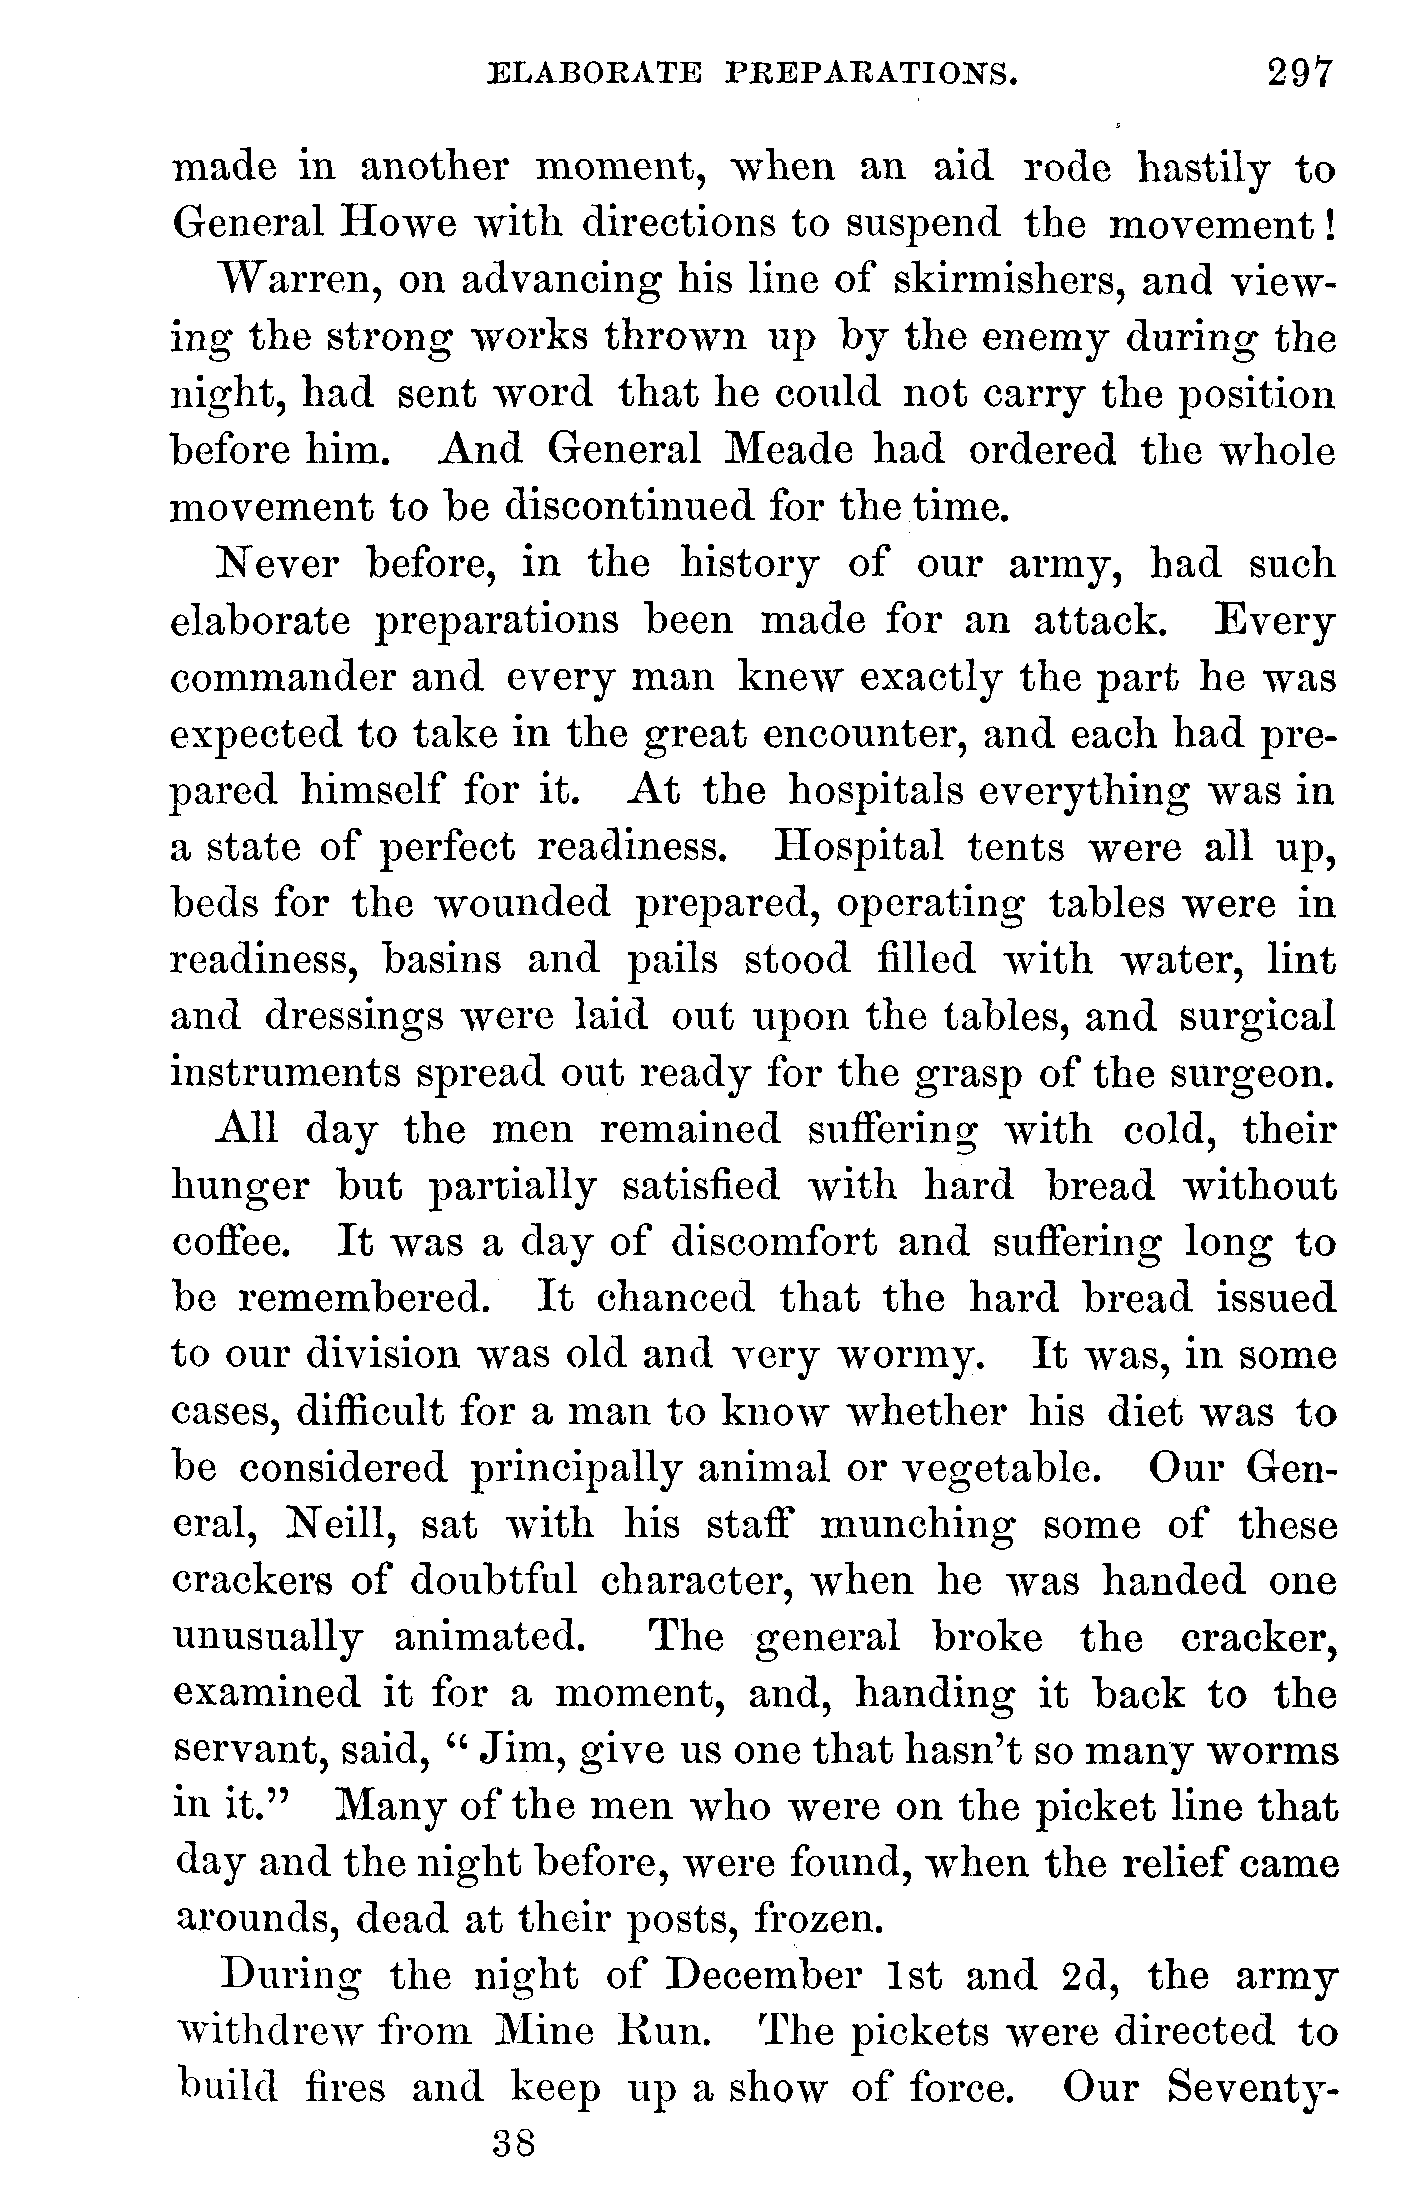 ELABORATE PREPARATIONS. 297
made in another moment, when an aid rode hastily to
General Howe with directions to suspend the movement!
Warren, on advancing his line of skirmishers, and view-
ing the strong works thrown up by the enemy during the
night, had sent word that he could not carry the position
before him. And General Meade had ordered the whole
movement to be discontinued for the time.
Never before, in the history of our army, had such
elaborate preparations been made for an attack. Every
commander and every man knew exactly the part he was
expected to take in the great encounter, and each had pre-
pared himself for it. At the hospitals everything was in
a state of perfect readiness. Hospital tents were all up,
beds for the wounded prepared, operating tables were in
readiness, basins and pails stood filled with water, lint
and dressings were laid out upon the tables, and surgical
instruments spread out ready for the grasp of the surgeon.
All day the men remained suffering with cold, their
hunger but partially satisfied with hard bread without
coffee. It was a day of discomfort and suffering long to
be remembered. It chanced that the hard bread issued
to our division was old and very wormy. It was, in some
cases, difficult for a man to know whether his diet was to
be considered principally animal or vegetable. Our Gen-
eral, Neill, sat with his staff munching some of these
crackers of doubtful character, when he was handed one
unusually animated. The general broke the cracker,
examined it for a moment, and, handing it back to the
servant, said, “Jim, give us one that hasn't so many worms
in it.” Many of the men who were on the picket line that
day and the night before, were found, when the relief came
arounds, dead at their posts, frozen.
During the night of December 1st and 2d, the army
withdrew from Mine Run. The pickets were directed to
build fires and keep up a show of force. Our Seventy-
38